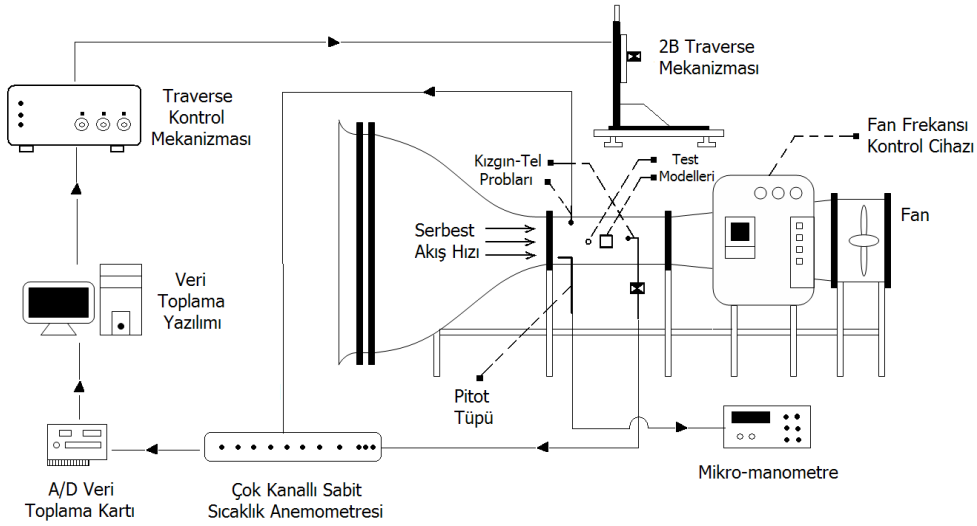 2B Traverse
Mekanizması
Traverse
Kontrol
Mekanizması
Fan Frekansı
Kontrol Cihazı
Kızgın-Tel
Probları
Test
Modelleri
Serbest
Akış Hızı
Fan
Veri
Toplama
Yazılımı
Pitot
Tüpü
Mikro-manometre
A/D Veri
Toplama Kartı
Çok Kanallı Sabit
Sıcaklık Anemometresi